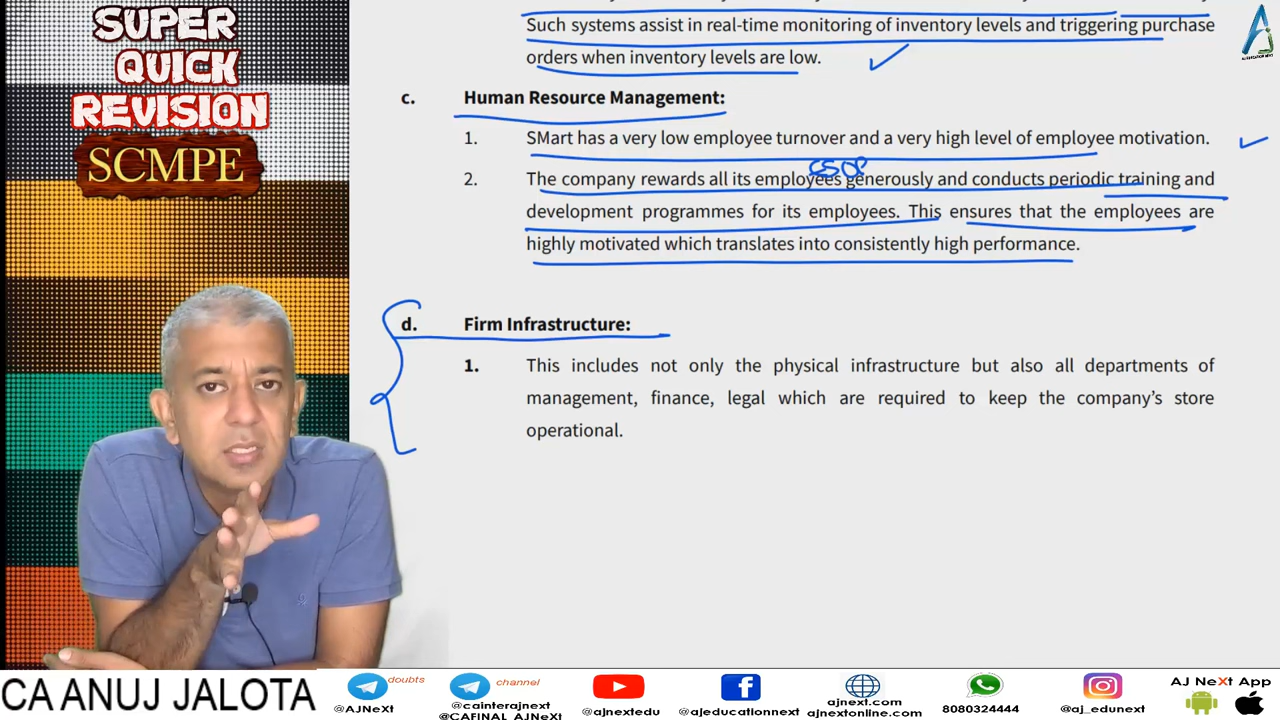 SUPER
QUICK
REVISION
SCMPE
Such systems assist in real-time monitoring of inventory levels and triggering purchase
orders when inventory levels are low.
c. Human Resource Management:
1. SMart has a very low employee turnover and a very high level of employee motivation.
ESOP
2. The company rewards all its employees generously and conducts periodic training and
development programmes for its employees. This ensures that the employees are
highly motivated which translates into consistently high performance.
d. Firm Infrastructure:
1. This includes not only the physical infrastructure but also all departments of
management, finance, legal which are required to keep the company's store
operational.
CA ANUJ JALOTA
doubts
@AJNeXt
channel
@cainterajnext
@CAFINAL_AJNeXt
@ajnextedu
@ajeducationnext
ajnext.com
ajnextonline.com
8080324444
@aj_edunext
AJ NeXt App